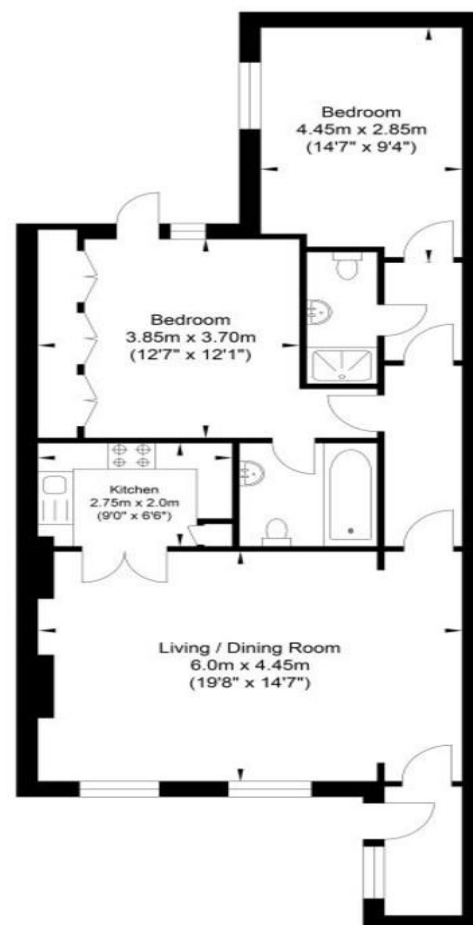 Bedroom
4.45m x 2.85m
(14'7" x 9'4")
Bedroom
3.85m x 3.70m
(12'7" x 12'1")
Kitchen
2.75m x 2.0m
(9'0" x 6'6")
Living / Dining Room
6.0m x 4.45m
(19'8" x 14'7")